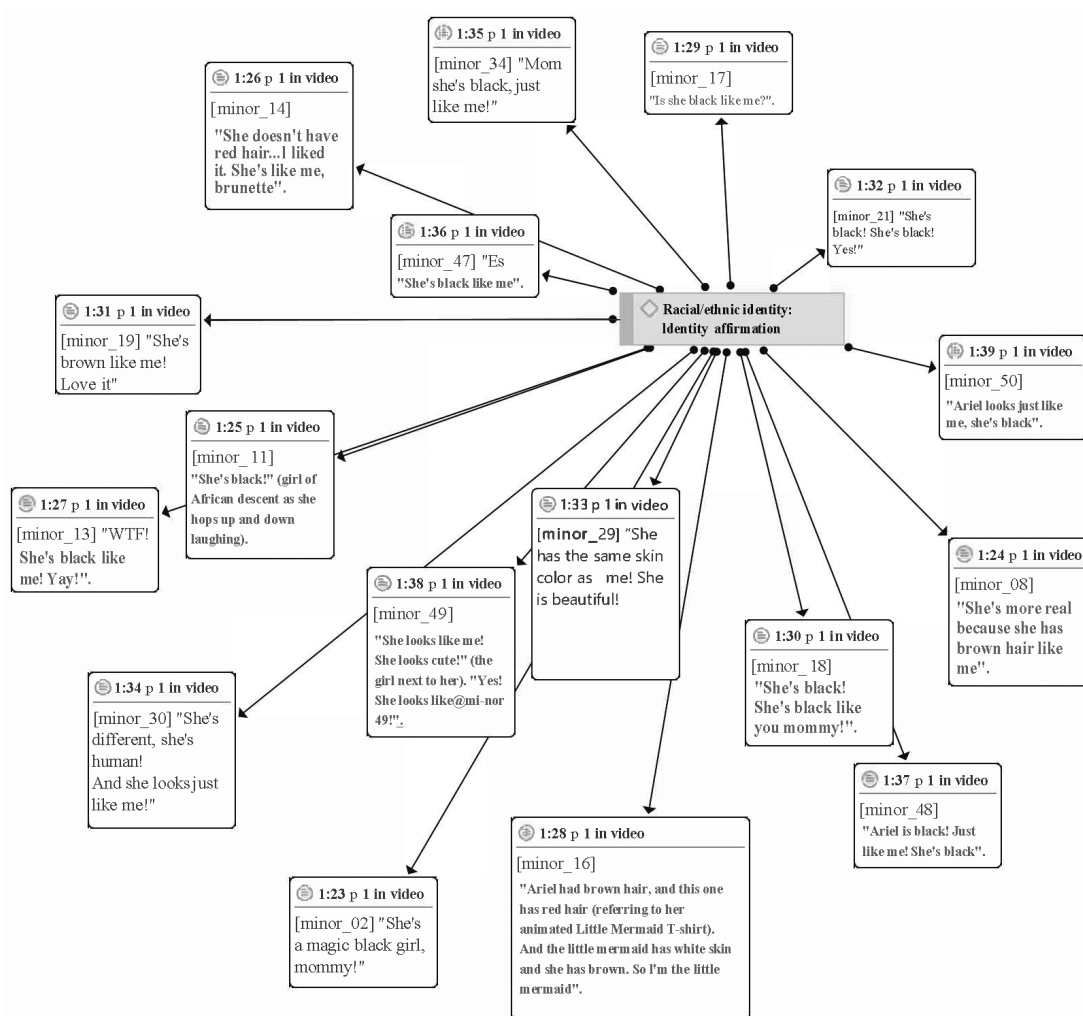 1:35 p 1 in video
[minor_34] "Mom
she's black, just
like me!"
1:29 p 1 in video
[minor_17]
"Is she black like me?".
1:26 p 1 in video
[minor_14]
"She doesn't have
red hair...I liked
it. She's like me,
brunette".
1:32 p 1 in video
[minor_21] "She's
black! She's black!
Yes!"
1:36 p 1 in video
[minor_47] "Es
"She's black like me".
Racial/ethnic identity:
Identity affirmation
1:31 p 1 in video
[minor_19] "She's
brown like me!
Love it"
1:39 p 1 in video
[minor_50]
"Ariel looks just like
me, she's black".
1:25 p 1 in video
[minor_11]
"She's black!" (girl of
African descent as she
hops up and down
laughing).
1:27 p 1 in video
[minor_13] "WTF!
She's black like
me! Yay!".
1:33 p 1 in video
[minor_29] "She
has the same skin
color as me! She
is beautiful!
1:24 p 1 in video
[minor_08]
"She's more real
because she has
brown hair like
me".
1:38 p 1 in video
[minor_49]
"She looks like me!
She looks cute!" (the
girl next to her). "Yes!
She looks like@mi-nor
49!".
1:30 p 1 in video
[minor_18]
"She's black!
She's black like
you mommy!".
1:34 p 1 in video
[minor_30] "She's
different, she's
human!
And she looks just
like me!"
1:37 p 1 in video
[minor_48]
"Ariel is black! Just
like me! She's black".
1:28 p 1 in video
[minor_16]
"Ariel had brown hair, and this one
has red hair (referring to her
animated Little Mermaid T-shirt).
And the little mermaid has white skin
and she has brown. So I'm the little
mermaid".
1:23 p 1 in video
[minor_02] "She's
a magic black girl,
mommy!"